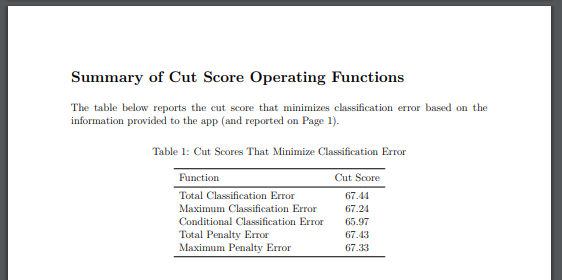 Summary of Cut Score Operating Functions
The table below reports the cut score that minimizes classification error based on the
information provided to the app (and reported on Page 1).
Table 1: Cut Scores That Minimize Classification Error
Function Cut Score
Total Classification Error 67.44
Maximum Classification Error 67.24
Conditional Classification Error 65.97
Total Penalty Error 67.43
Maximum Penalty Error 67.33